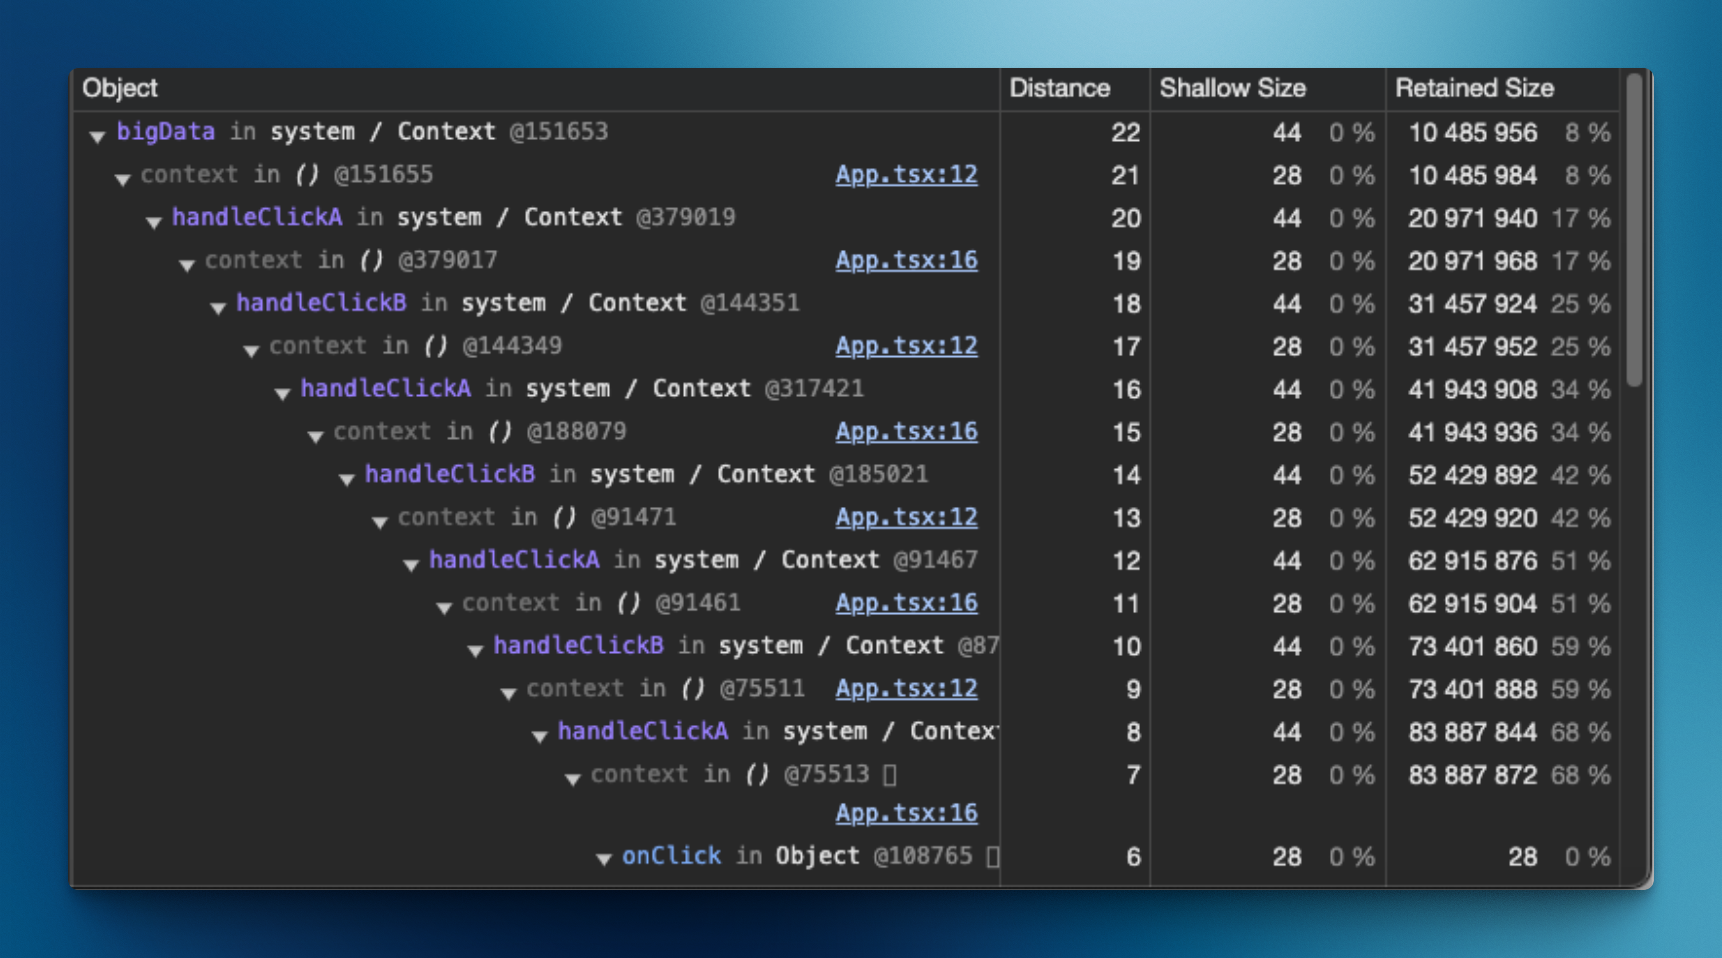 Object Distance Shallow Size Retained Size
bigData in system / Context @151653 22 44 0 % 10 485 956 8 %
context in () @151655 App.tsx:12 21 28 0 % 10 485 984 8 %
handleClickA in system / Context @379019 20 44 0 % 20 971 940 17 %
context in () @379017 App.tsx:16 19 28 0 % 20 971 968 17 %
handleClickB in system / Context @144351 18 44 0 % 31 457 924 25 %
context in () @144349 App.tsx:12 17 28 0 % 31 457 952 25 %
handleClickA in system / Context @317421 16 44 0 % 41 943 908 34 %
context in () @188079 App.tsx:16 15 28 0 % 41 943 936 34 %
handleClickB in system / Context @185021 14 44 0 % 52 429 892 42 %
context in () @91471 App.tsx:12 13 28 0 % 52 429 920 42 %
handleClickA in system / Context @91467 12 44 0 % 62 915 876 51 %
context in () @91461 App.tsx:16 11 28 0 % 62 915 904 51 %
handleClickB in system / Context @87 10 44 0 % 73 401 860 59 %
context in () @75511 App.tsx:12 9 28 0 % 73 401 888 59 %
handleClickA in system / Context 8 44 0 % 83 887 844 68 %
context in () @75513 7 28 0 % 83 887 872 68 %
App.tsx:16
onClick in Object @108765 6 28 0 % 28 0 %